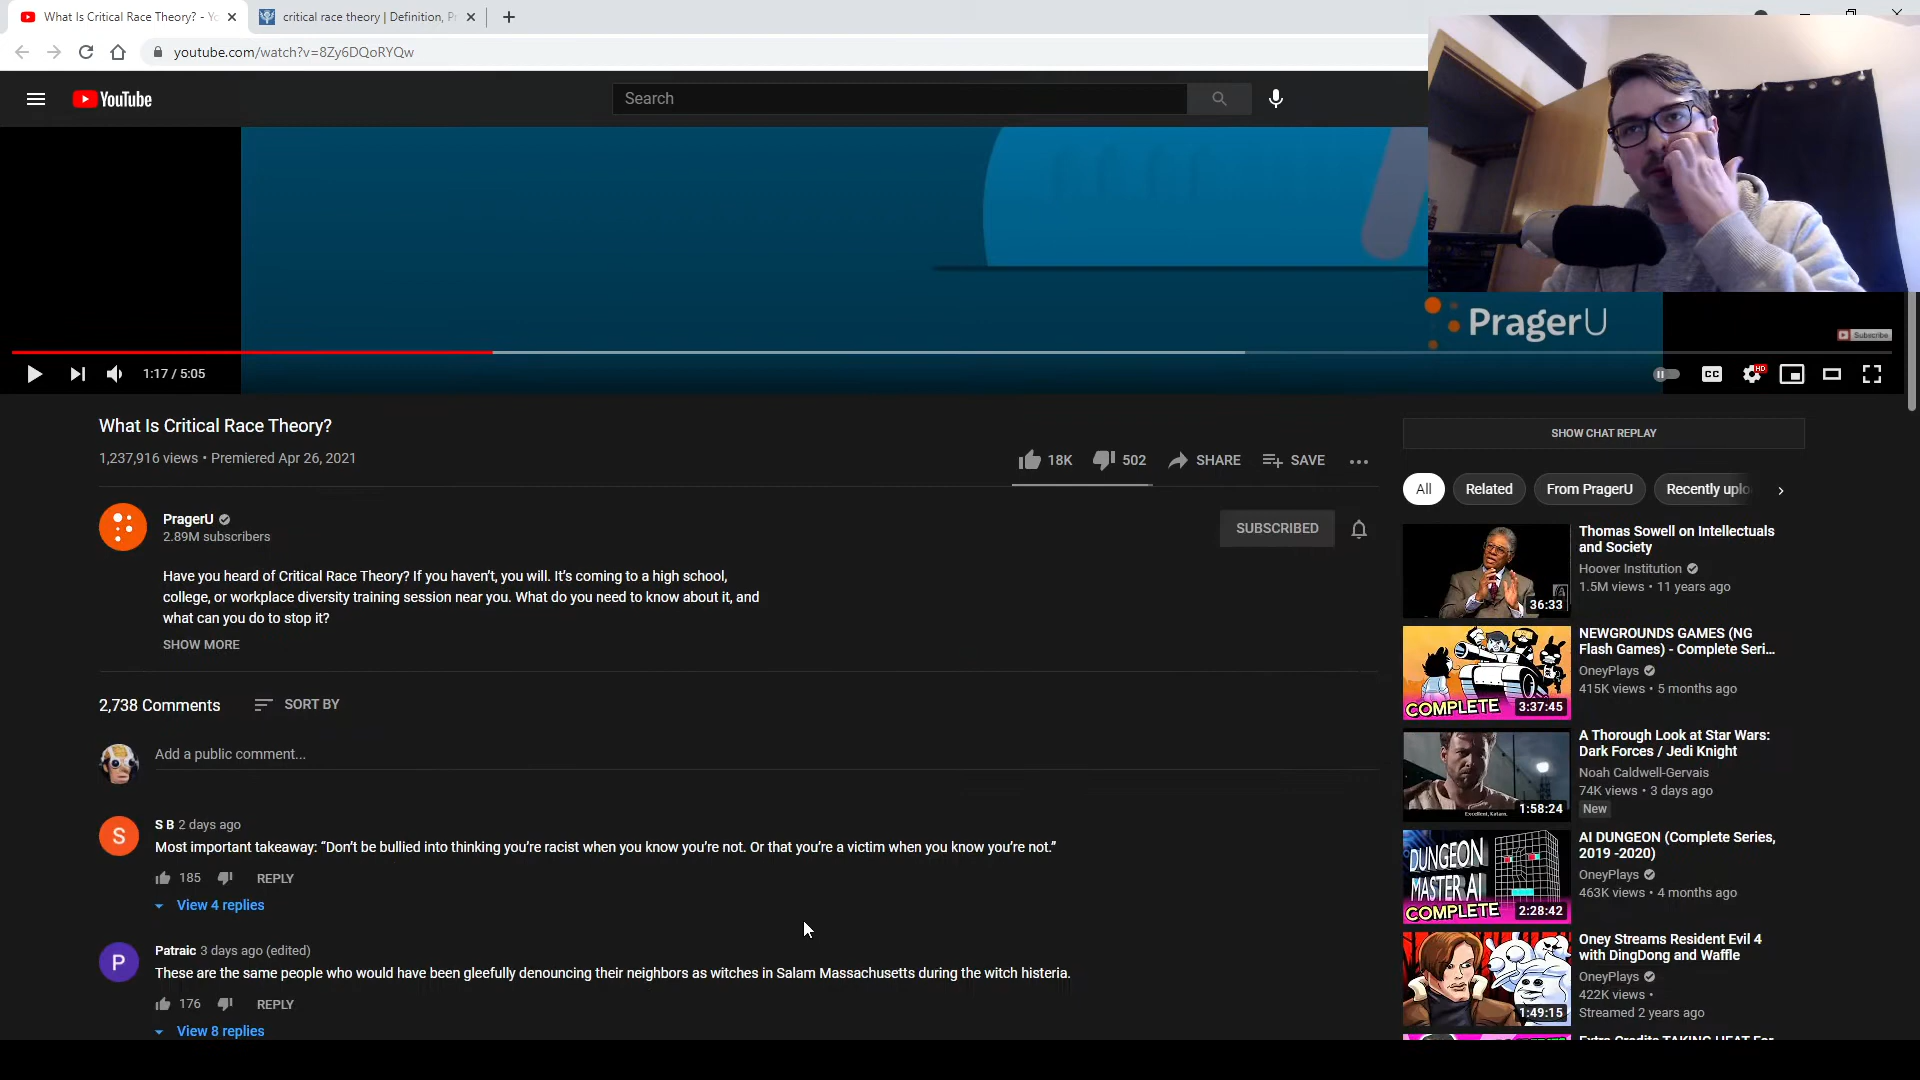 What Is Critical Race Theory? - Yo
critical race theory | Definition, Pr
youtube.com/watch?v=8Zy6DQoRYQw
YouTube
Search
PragerU
Subscribe
1:17 / 5:05
CC
HD
What Is Critical Race Theory?
1,237,916 views • Premiered Apr 26, 2021
18K
502
SHARE
SAVE
PragerU
2.89M subscribers
SUBSCRIBED
Have you heard of Critical Race Theory? If you haven’t, you will. It’s coming to a high school,
college, or workplace diversity training session near you. What do you need to know about it, and
what can you do to stop it?
SHOW MORE
2,738 Comments
SORT BY
Add a public comment...
S
S B 2 days ago
Most important takeaway: “Don’t be bullied into thinking you’re racist when you know you’re not. Or that you’re a victim when you know you’re not.”
185
REPLY
View 4 replies
P
Patraic 3 days ago (edited)
These are the same people who would have been gleefully denouncing their neighbors as witches in Salam Massachusetts during the witch histeria.
176
REPLY
View 8 replies
SHOW CHAT REPLAY
All
Related
From PragerU
Recently uplo
36:33
Thomas Sowell on Intellectuals
and Society
Hoover Institution
1.5M views • 11 years ago
COMPLETE
3:37:45
NEWGROUNDS GAMES (NG
Flash Games) - Complete Seri...
OneyPlays
415K views • 5 months ago
Excellent, Katarn.
1:58:24
A Thorough Look at Star Wars:
Dark Forces / Jedi Knight
Noah Caldwell-Gervais
74K views • 3 days ago
New
DUNGEON
MASTER AI
COMPLETE
2:28:42
AI DUNGEON (Complete Series,
2019 -2020)
OneyPlays
463K views • 4 months ago
1:49:15
Oney Streams Resident Evil 4
with DingDong and Waffle
OneyPlays
422K views •
Streamed 2 years ago
Extra Credits TAKING HEAT For